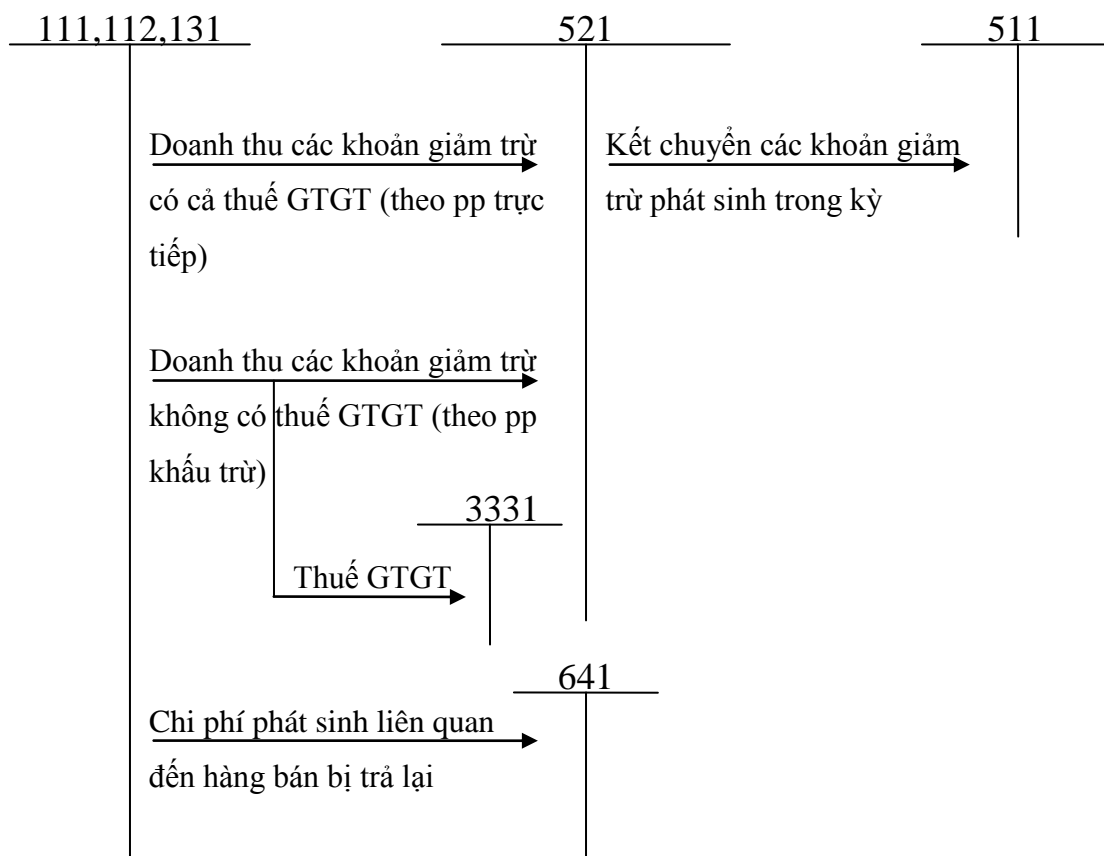 111,112,131
521
511
Doanh thu các khoản giảm trừ
có cả thuế GTGT (theo pp trực
tiếp)
Kết chuyển các khoản giảm
trừ phát sinh trong kỳ
Doanh thu các khoản giảm trừ
không có thuế GTGT (theo pp
khấu trừ)
3331
Thuế GTGT
641
Chi phí phát sinh liên quan
đến hàng bán bị trả lại